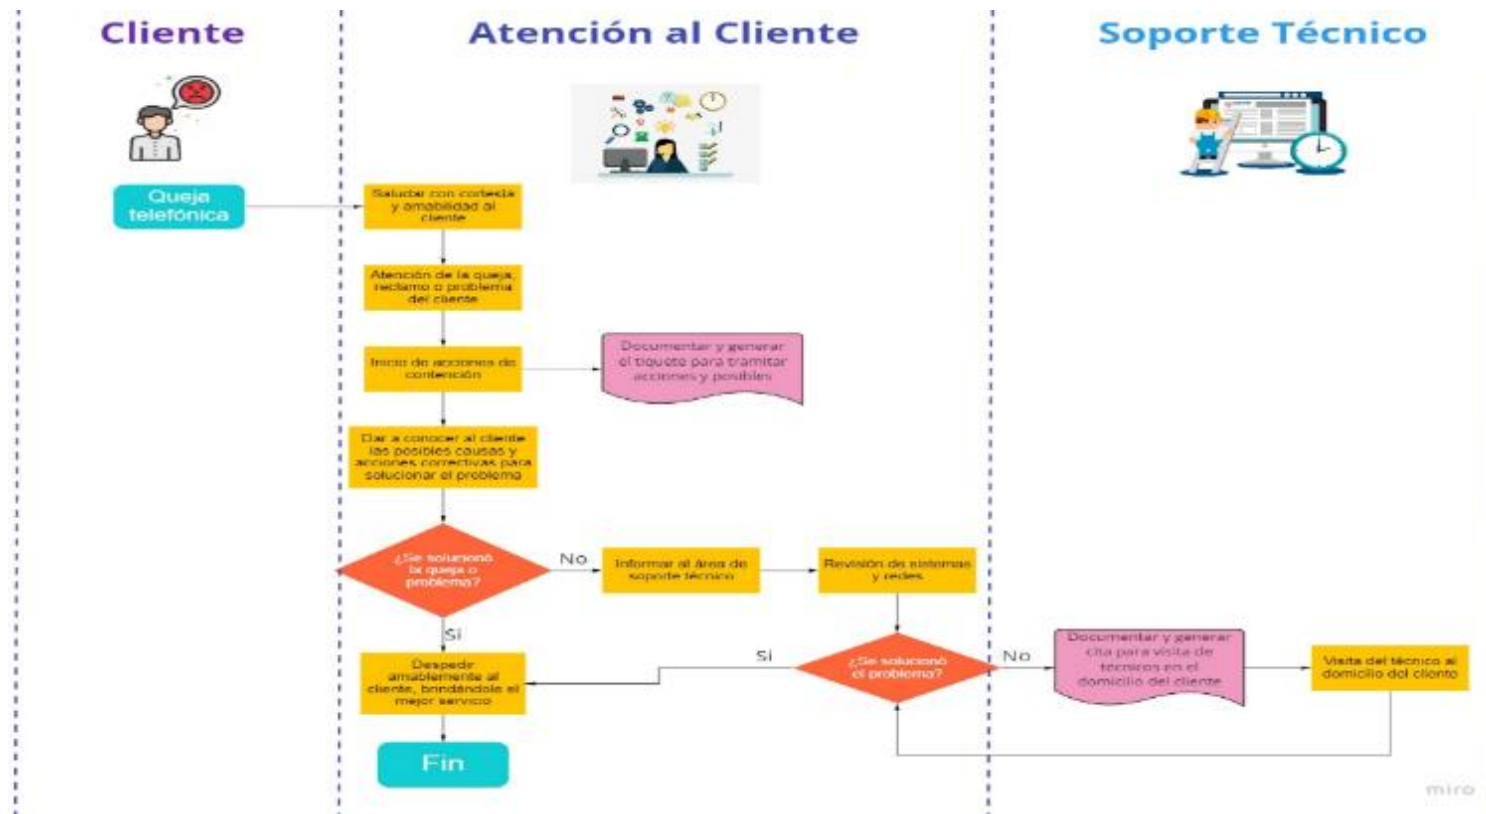 Cliente
Atención al Cliente
Soporte Técnico
Queja
telefónica
Saludar con cortesía
y amabilidad al
cliente
Atención de la queja,
reclamo o problema
del cliente
Inicio de acciones de
contención
Documentar y generar
el tiquete para tramitar
acciones y posibles
Dar a conocer al cliente
las posibles causas y
acciones correctivas para
solucionar el problema
¿Se solucionó
la queja o
problema?
No
Informar al área de
soporte técnico
Revisión de sistemas
y redes
Si
Despedir
amablemente al
cliente, brindándole el
mejor servicio
Si
¿Se solucionó
el problema?
No
Documentar y generar
cita para visita de
técnicos en el
domicilio del cliente
Visita del técnico al
domicilio del cliente
Fin
miro